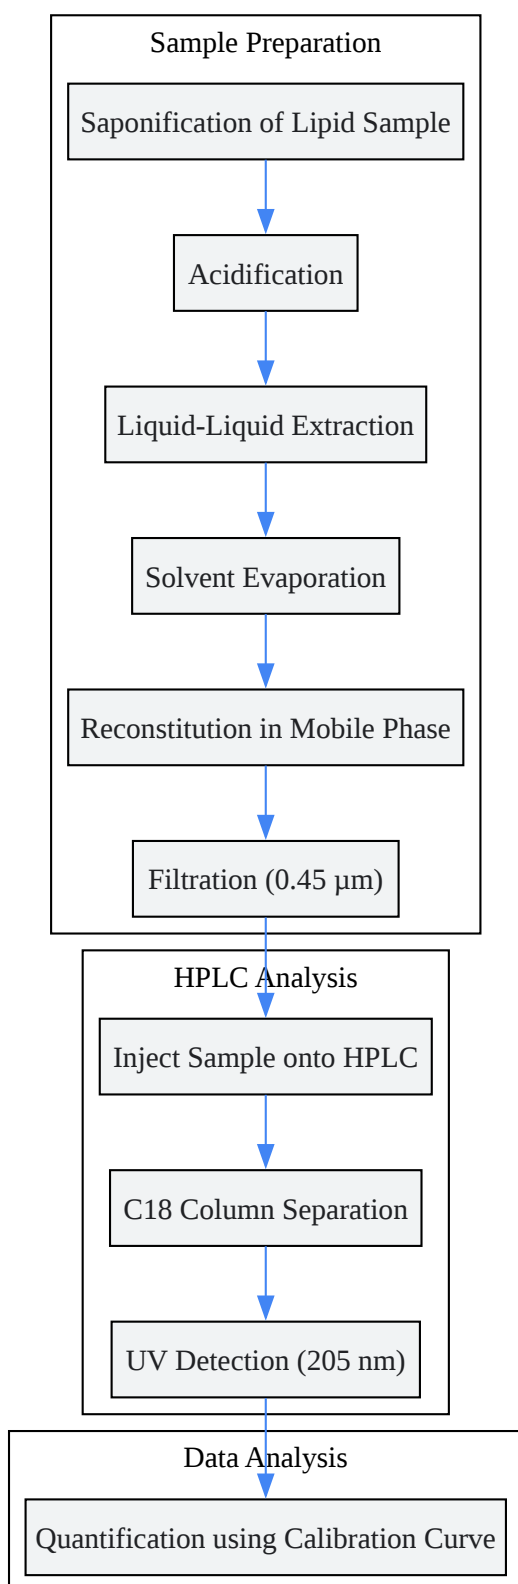 Sample Preparation
Saponification of Lipid Sample
Acidification
Liquid-Liquid Extraction
Solvent Evaporation
Reconstitution in Mobile Phase
Filtration (0.45 µm)
HPLC Analysis
Inject Sample onto HPLC
C18 Column Separation
UV Detection (205 nm)
Data Analysis
Quantification using Calibration Curve